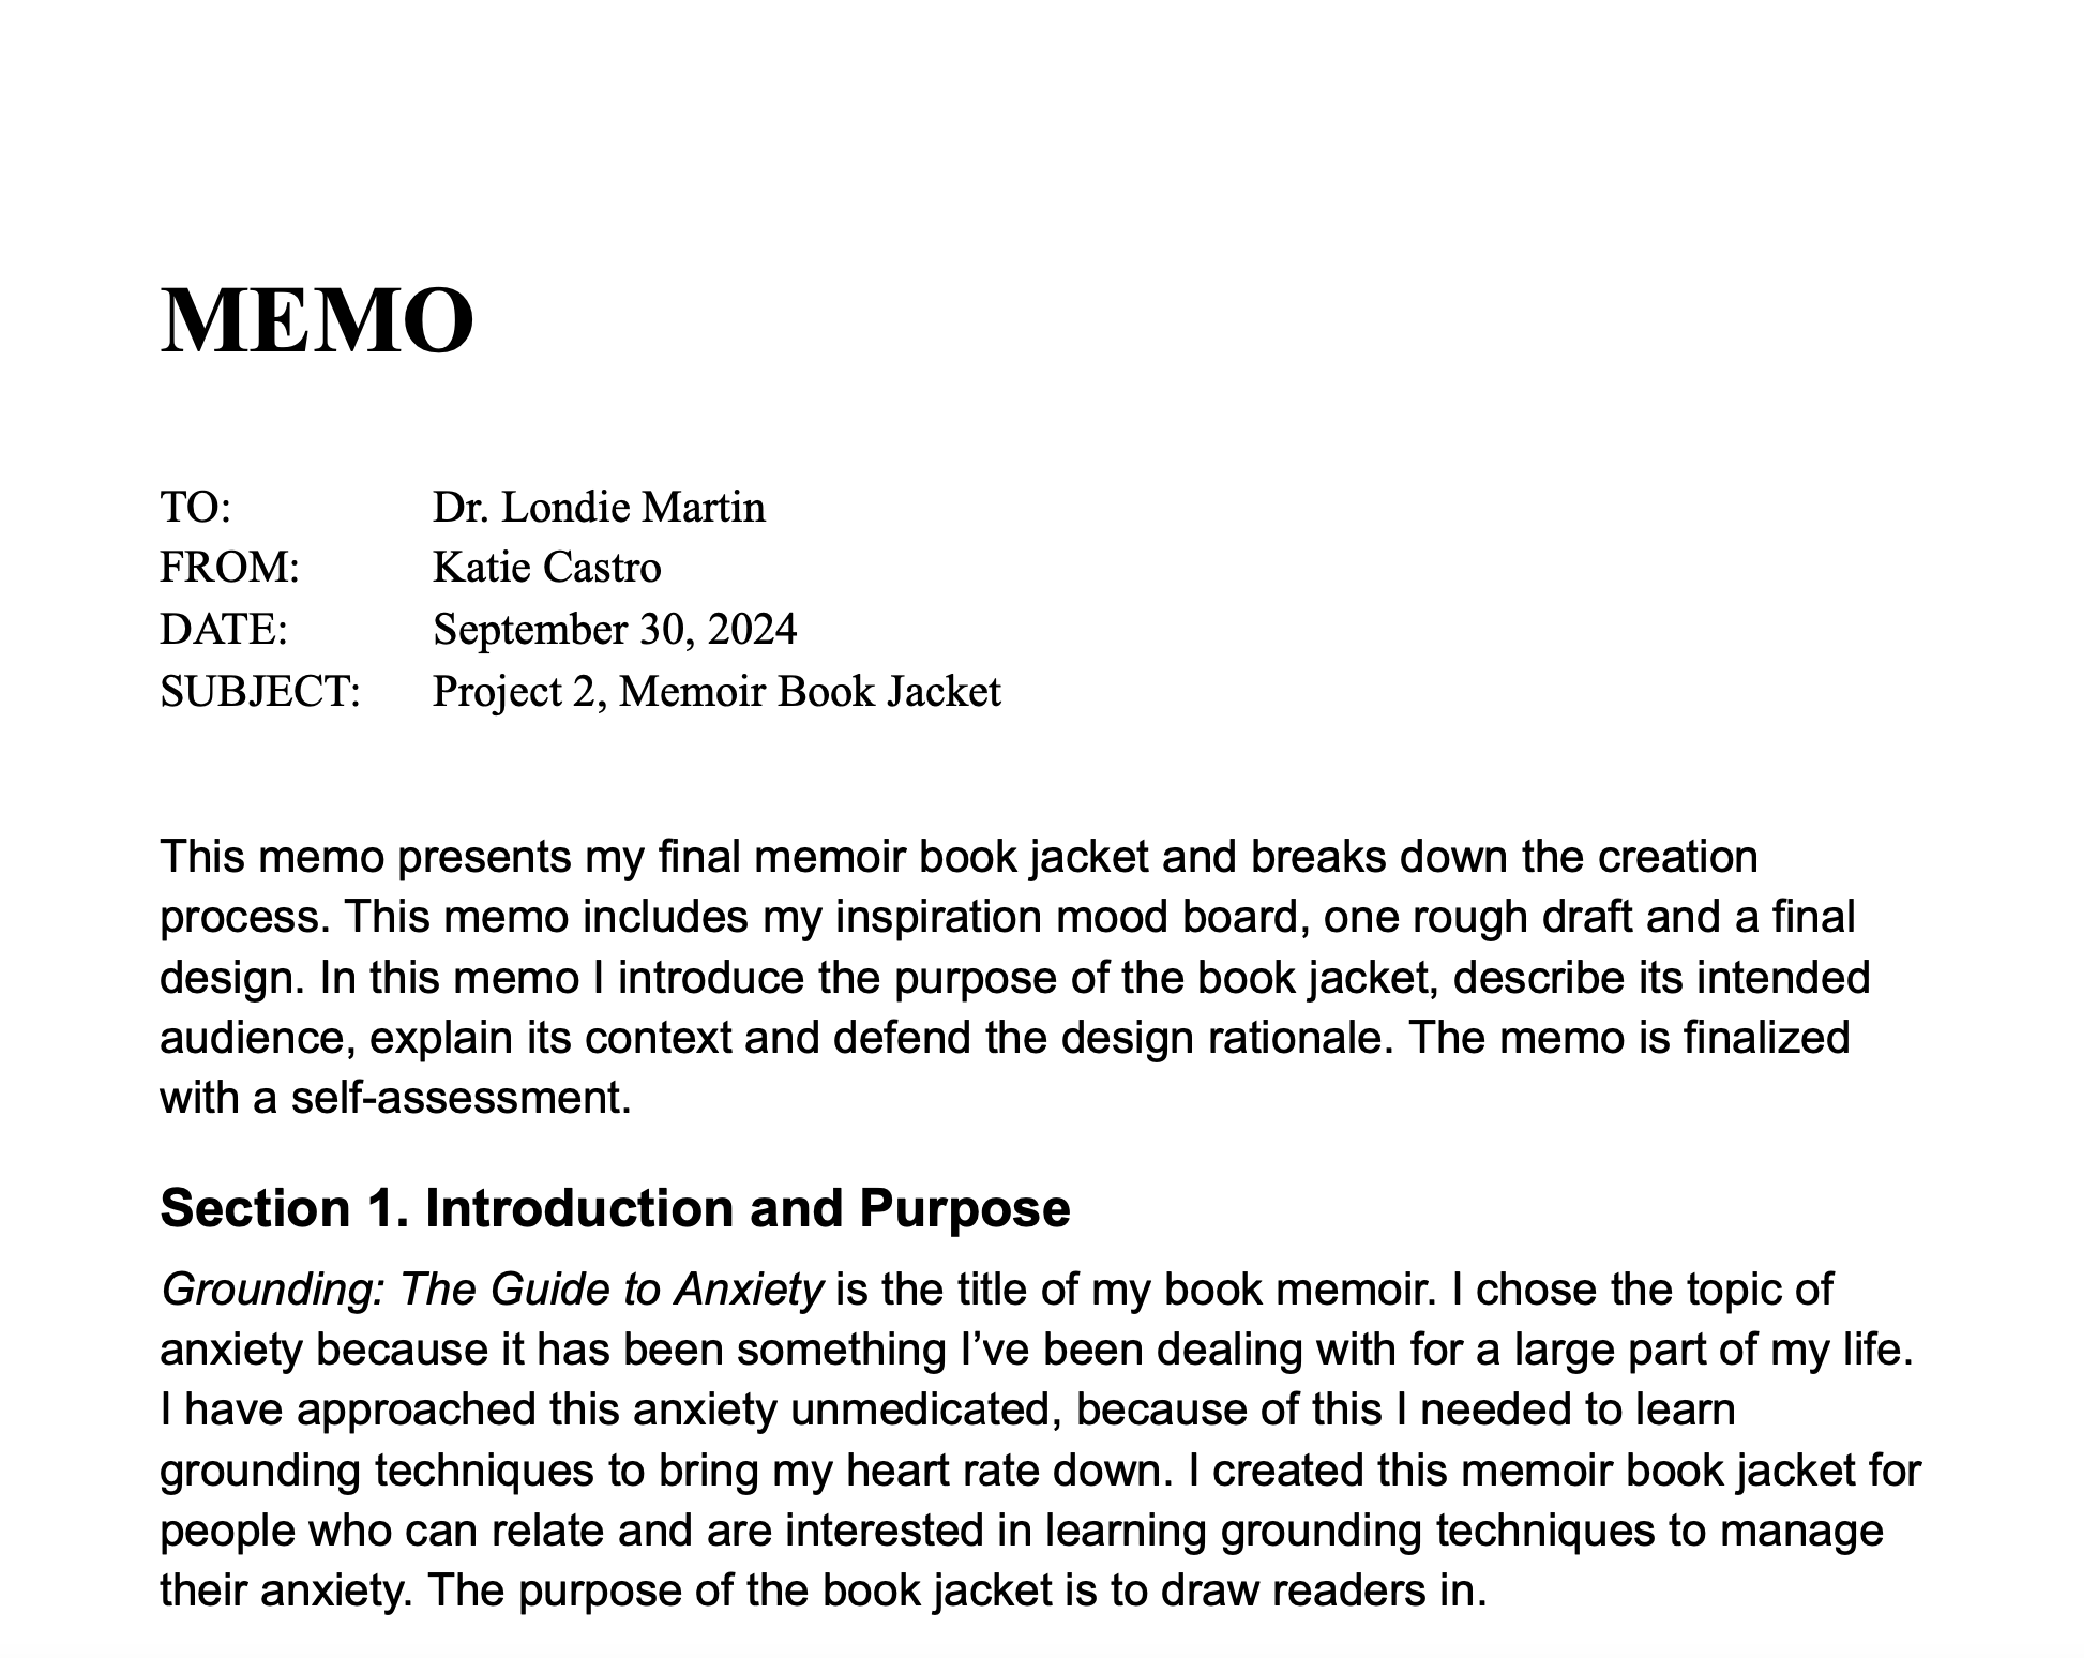 MEMO
TO: Dr. Londie Martin
FROM: Katie Castro
DATE: September 30, 2024
SUBJECT: Project 2, Memoir Book Jacket
This memo presents my final memoir book jacket and breaks down the creation
process. This memo includes my inspiration mood board, one rough draft and a final
design. In this memo I introduce the purpose of the book jacket, describe its intended
audience, explain its context and defend the design rationale. The memo is finalized
with a self-assessment.
Section 1. Introduction and Purpose
Grounding: The Guide to Anxiety is the title of my book memoir. I chose the topic of
anxiety because it has been something I’ve been dealing with for a large part of my life.
I have approached this anxiety unmedicated, because of this I needed to learn
grounding techniques to bring my heart rate down. I created this memoir book jacket for
people who can relate and are interested in learning grounding techniques to manage
their anxiety. The purpose of the book jacket is to draw readers in.